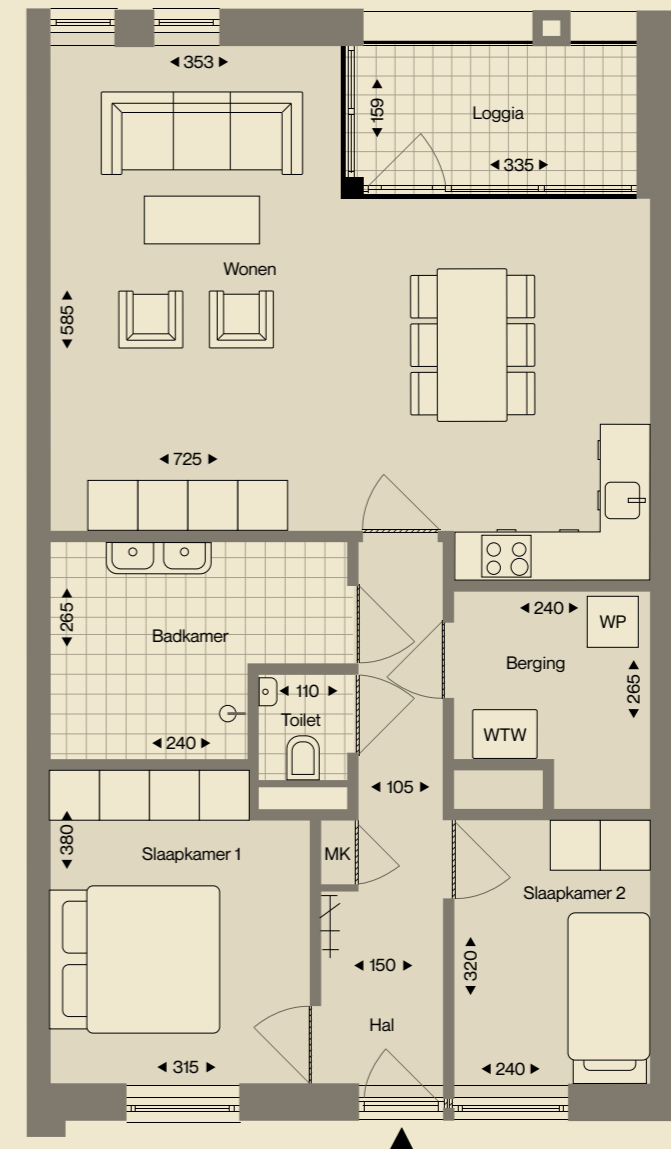 353
159
Loggia
335
Wonen
585
725
265
Badkamer
240
WP
Berging
265
110
Toilet
240
WTW
105
380
Slaapkamer 1
MK
Slaapkamer 2
320
150
Hal
315
240